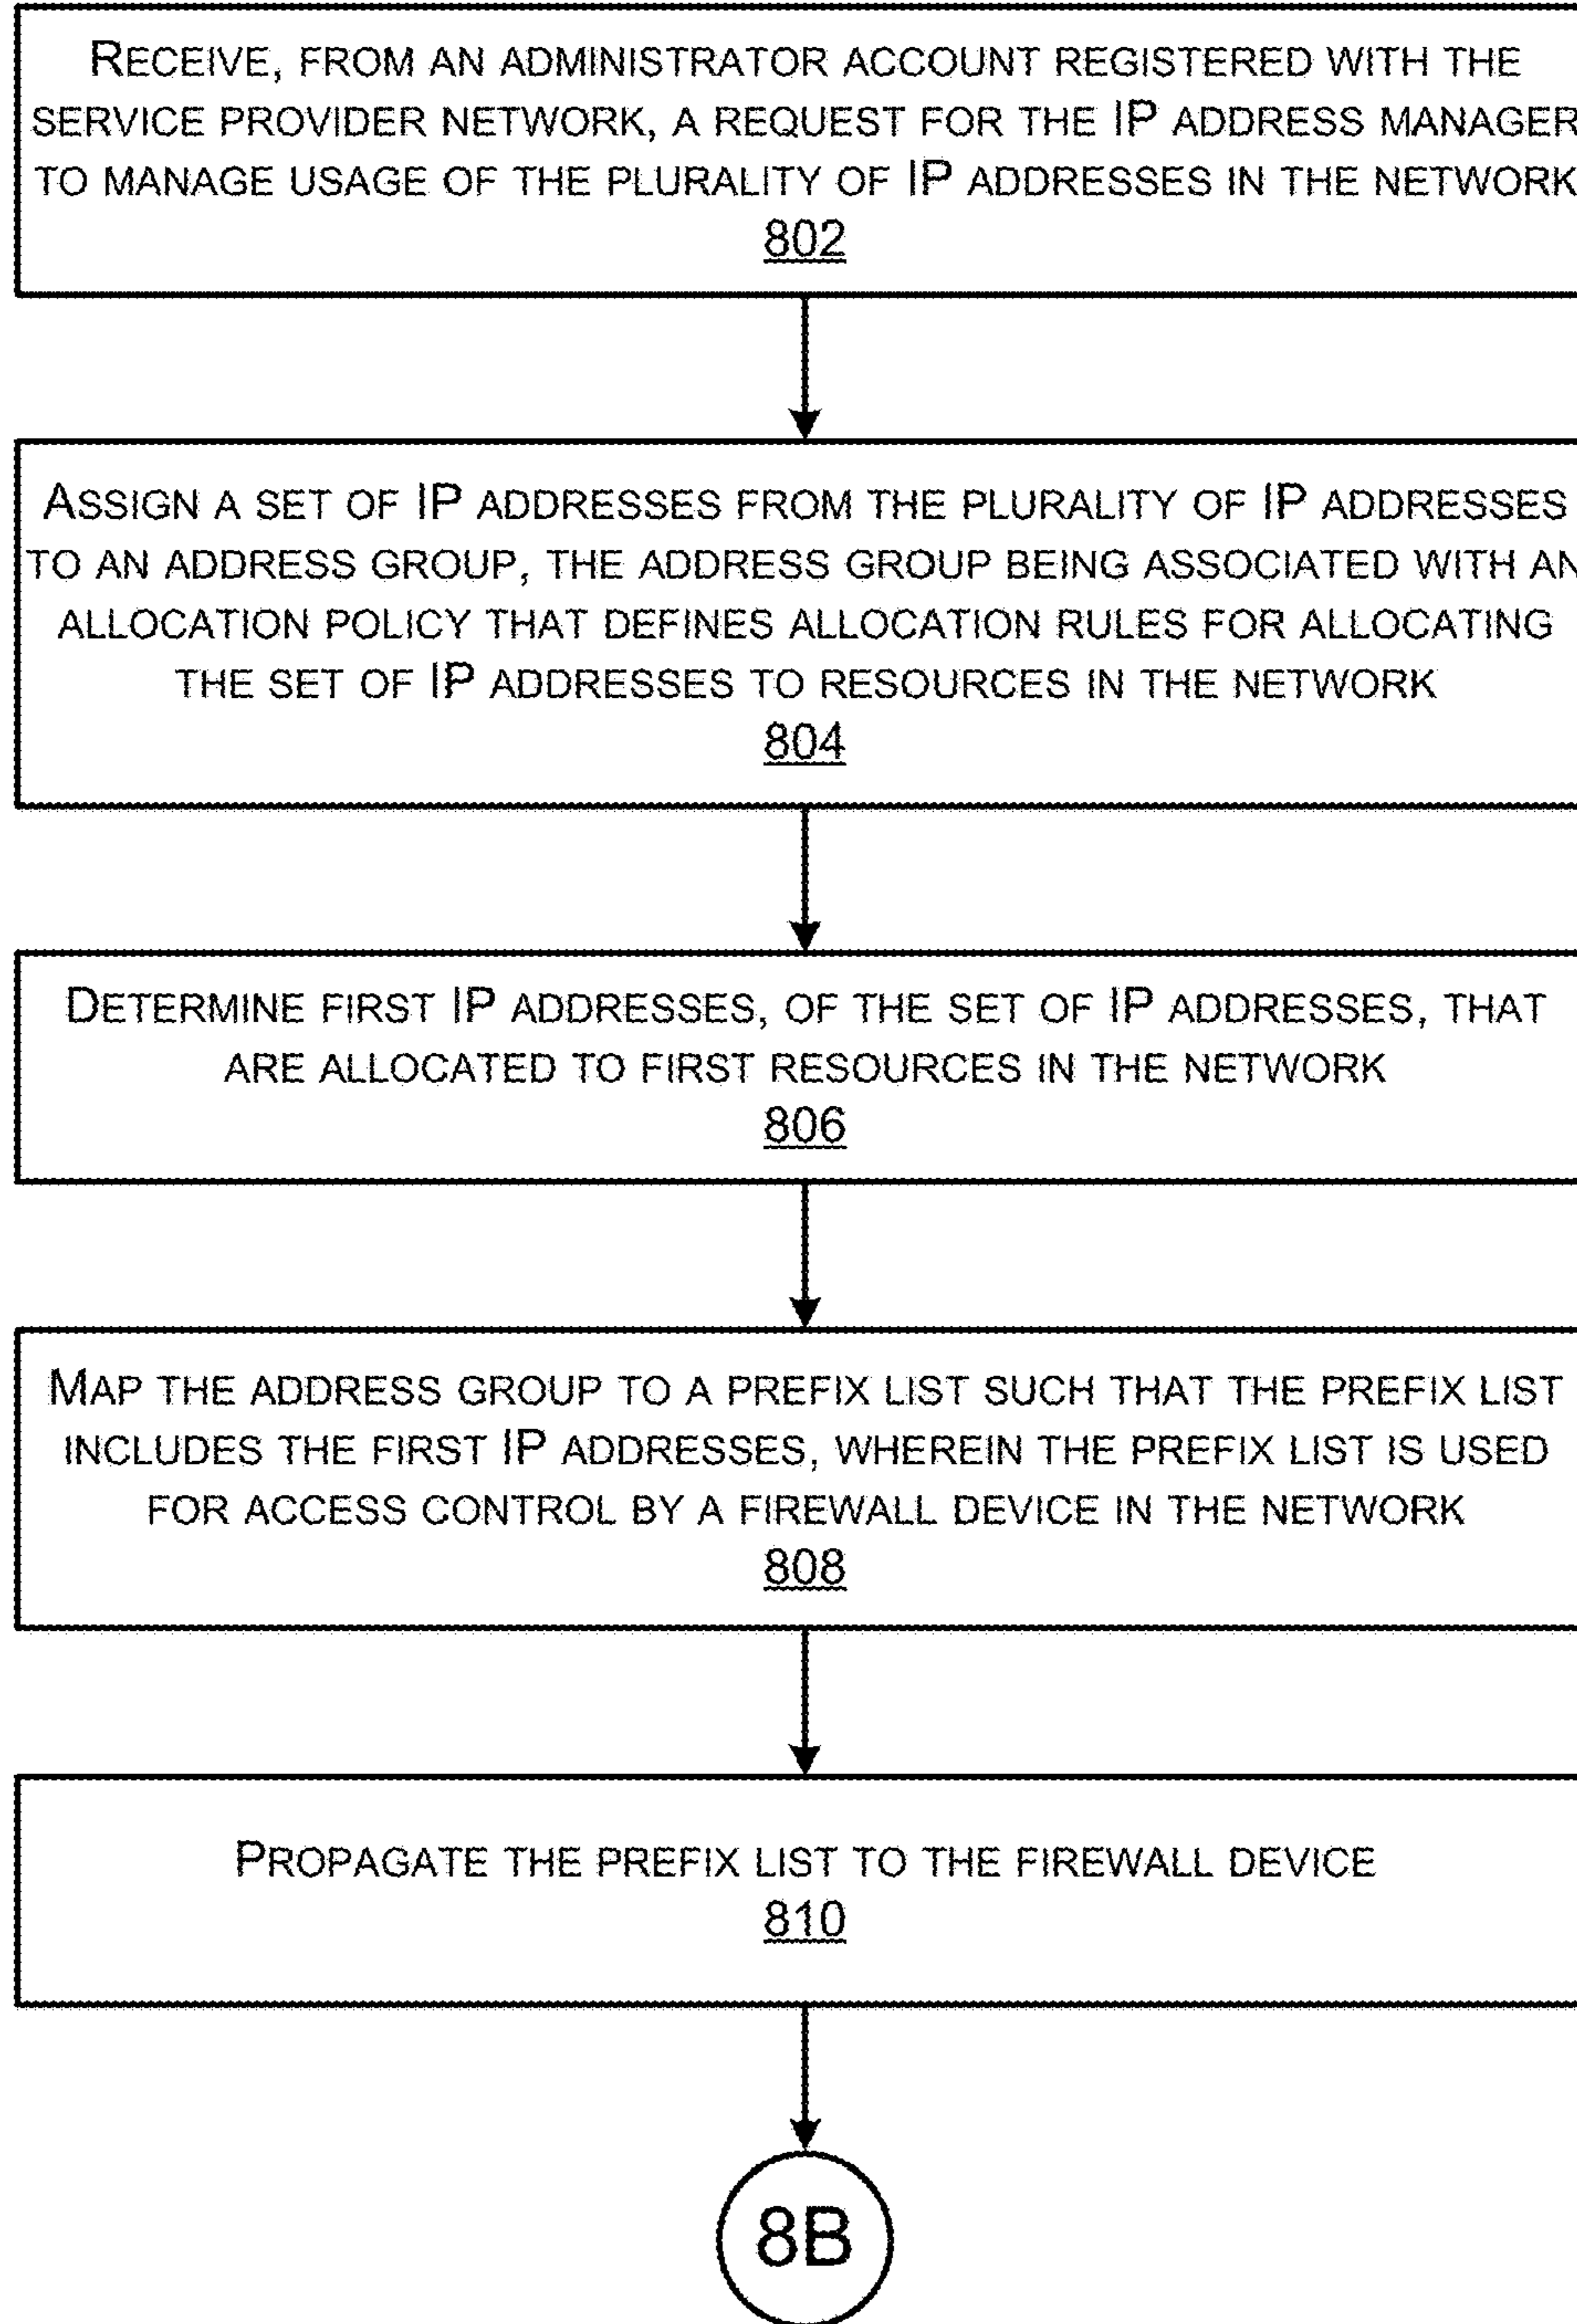 RECEIVE, FROM AN ADMINISTRATOR ACCOUNT REGISTERED WITH THE
SERVICE PROVIDER NETWORK, A REQUEST FOR THE IP ADDRESS MANAGER
TO MANAGE USAGE OF THE PLURALITY OF IP ADDRESSES IN THE NETWORK
802
ASSIGN A SET OF IP ADDRESSES FROM THE PLURALITY OF IP ADDRESSES
TO AN ADDRESS GROUP, THE ADDRESS GROUP BEING ASSOCIATED WITH AN
ALLOCATION POLICY THAT DEFINES ALLOCATION RULES FOR ALLOCATING
THE SET OF IP ADDRESSES TO RESOURCES IN THE NETWORK
804
DETERMINE FIRST IP ADDRESSES, OF THE SET OF IP ADDRESSES, THAT
ARE ALLOCATED TO FIRST RESOURCES IN THE NETWORK
806
MAP THE ADDRESS GROUP TO A PREFIX LIST SUCH THAT THE PREFIX LIST
INCLUDES THE FIRST IP ADDRESSES, WHEREIN THE PREFIX LIST IS USED
FOR ACCESS CONTROL BY A FIREWALL DEVICE IN THE NETWORK
808
PROPAGATE THE PREFIX LIST TO THE FIREWALL DEVICE
810
8B